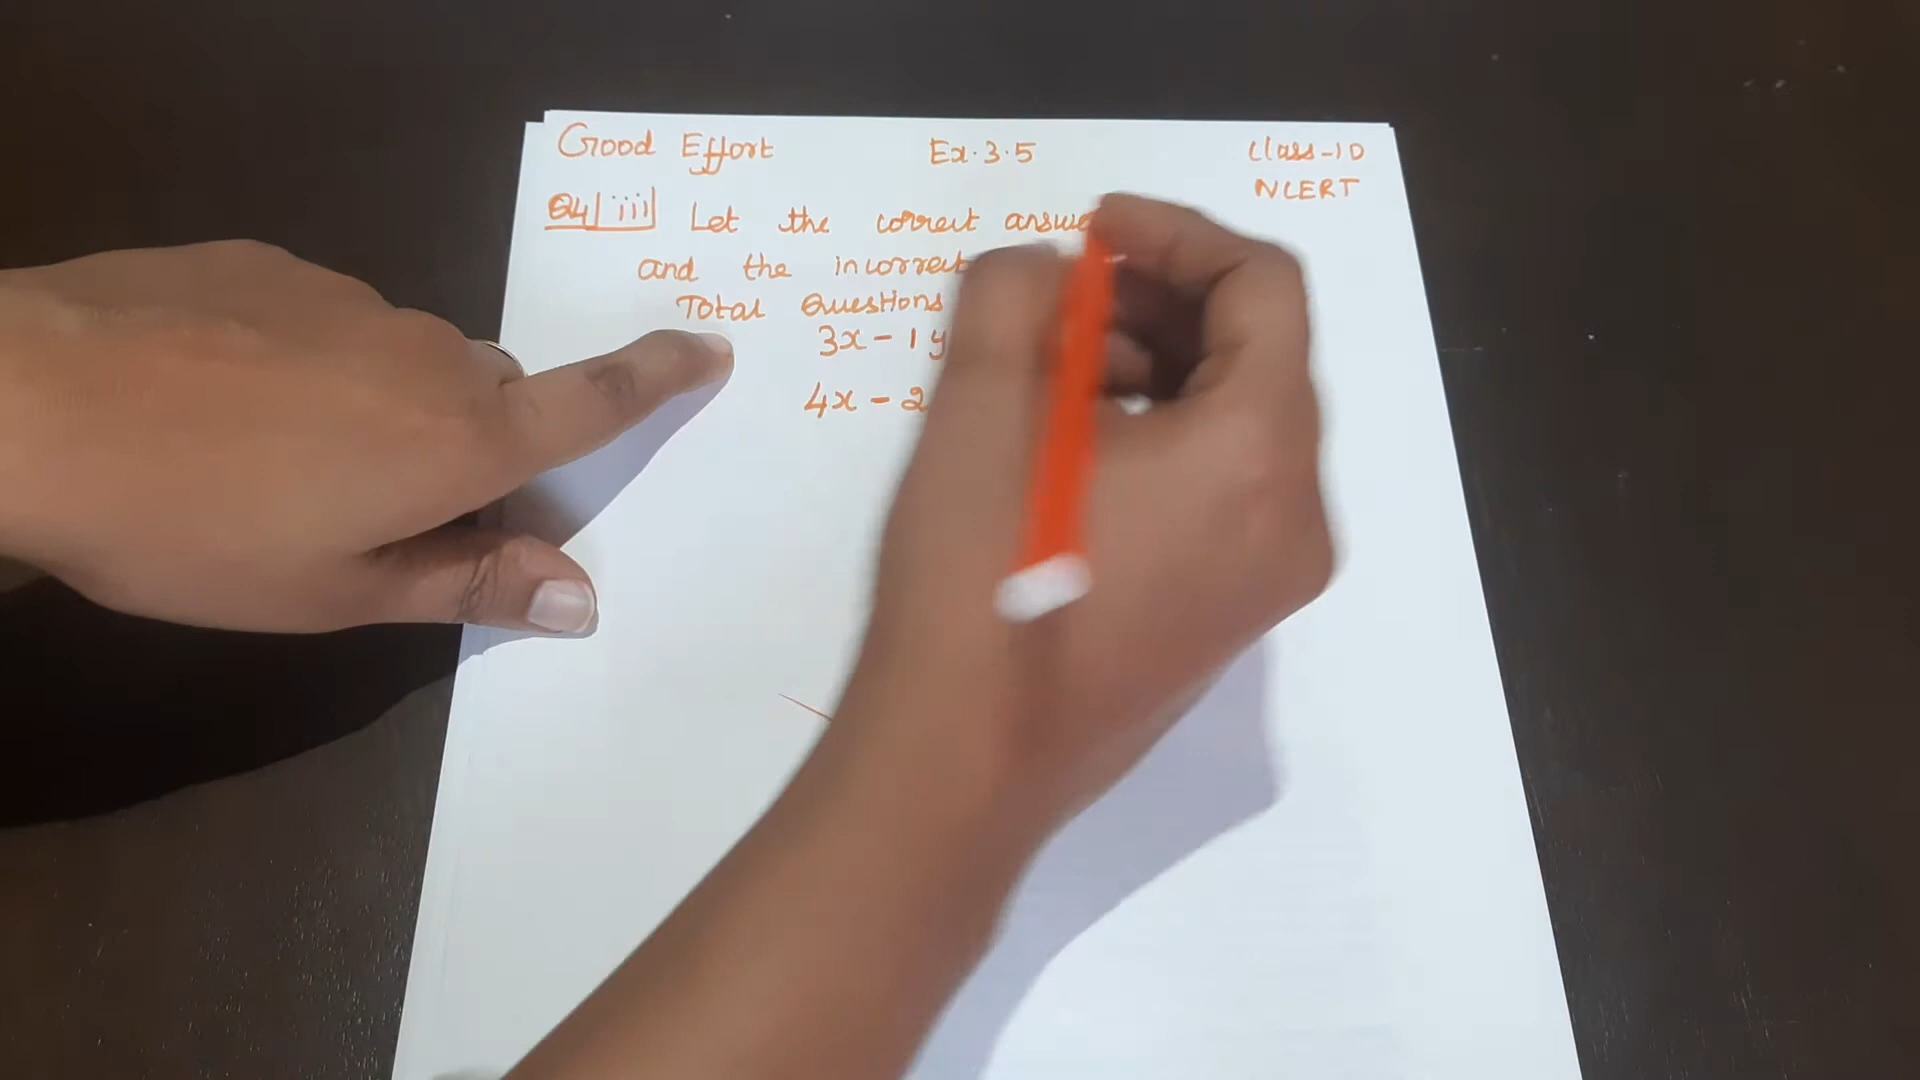 Good Effort Ex.3.5 Class-10
NCERT
Q4 iii Let the correct
and the incorrect
Total Questions
3x - 1y
4x - 2